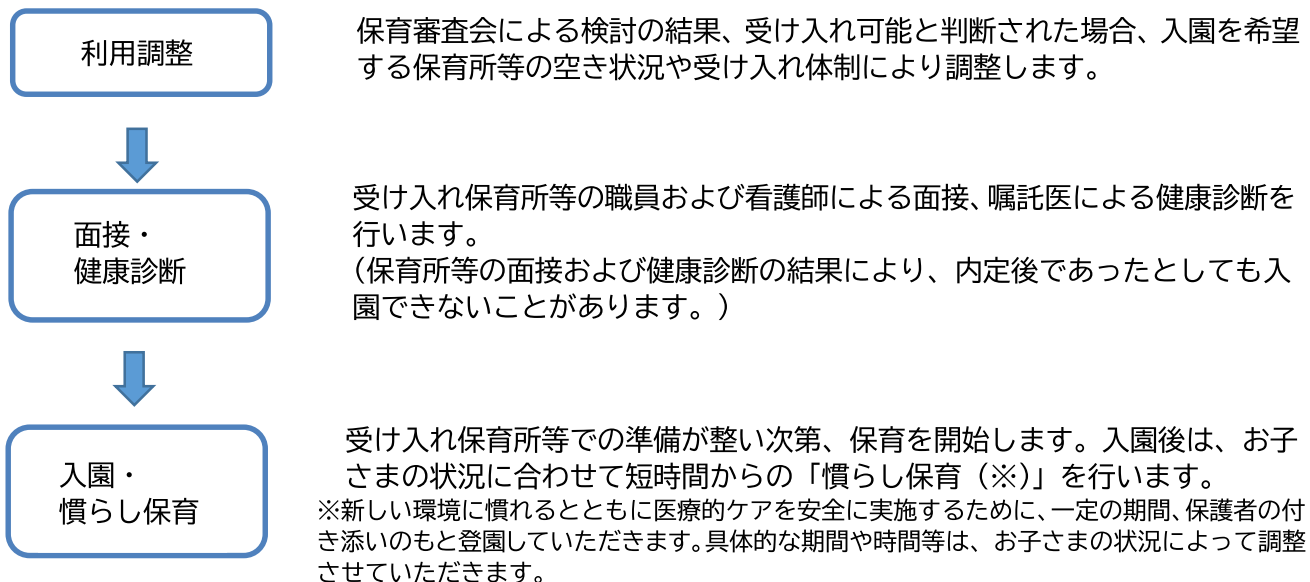 利用調整
保育審査会による検討の結果、受け入れ可能と判断された場合、入園を希望
する保育所等の空き状況や受け入れ体制により調整します。
面接・
健康診断
受け入れ保育所等の職員および看護師による面接、嘱託医による健康診断を
行います。
（保育所等の面接および健康診断の結果により、内定後であったとしても入
園できないことがあります。）
入園・
慣らし保育
受け入れ保育所等での準備が整い次第、保育を開始します。入園後は、お子
さまの状況に合わせて短時間からの「慣らし保育（※）」を行います。
※新しい環境に慣れるとともに医療的ケアを安全に実施するために、一定の期間、保護者の付
き添いのもと登園していただきます。具体的な期間や時間等は、お子さまの状況によって調整
させていただきます。